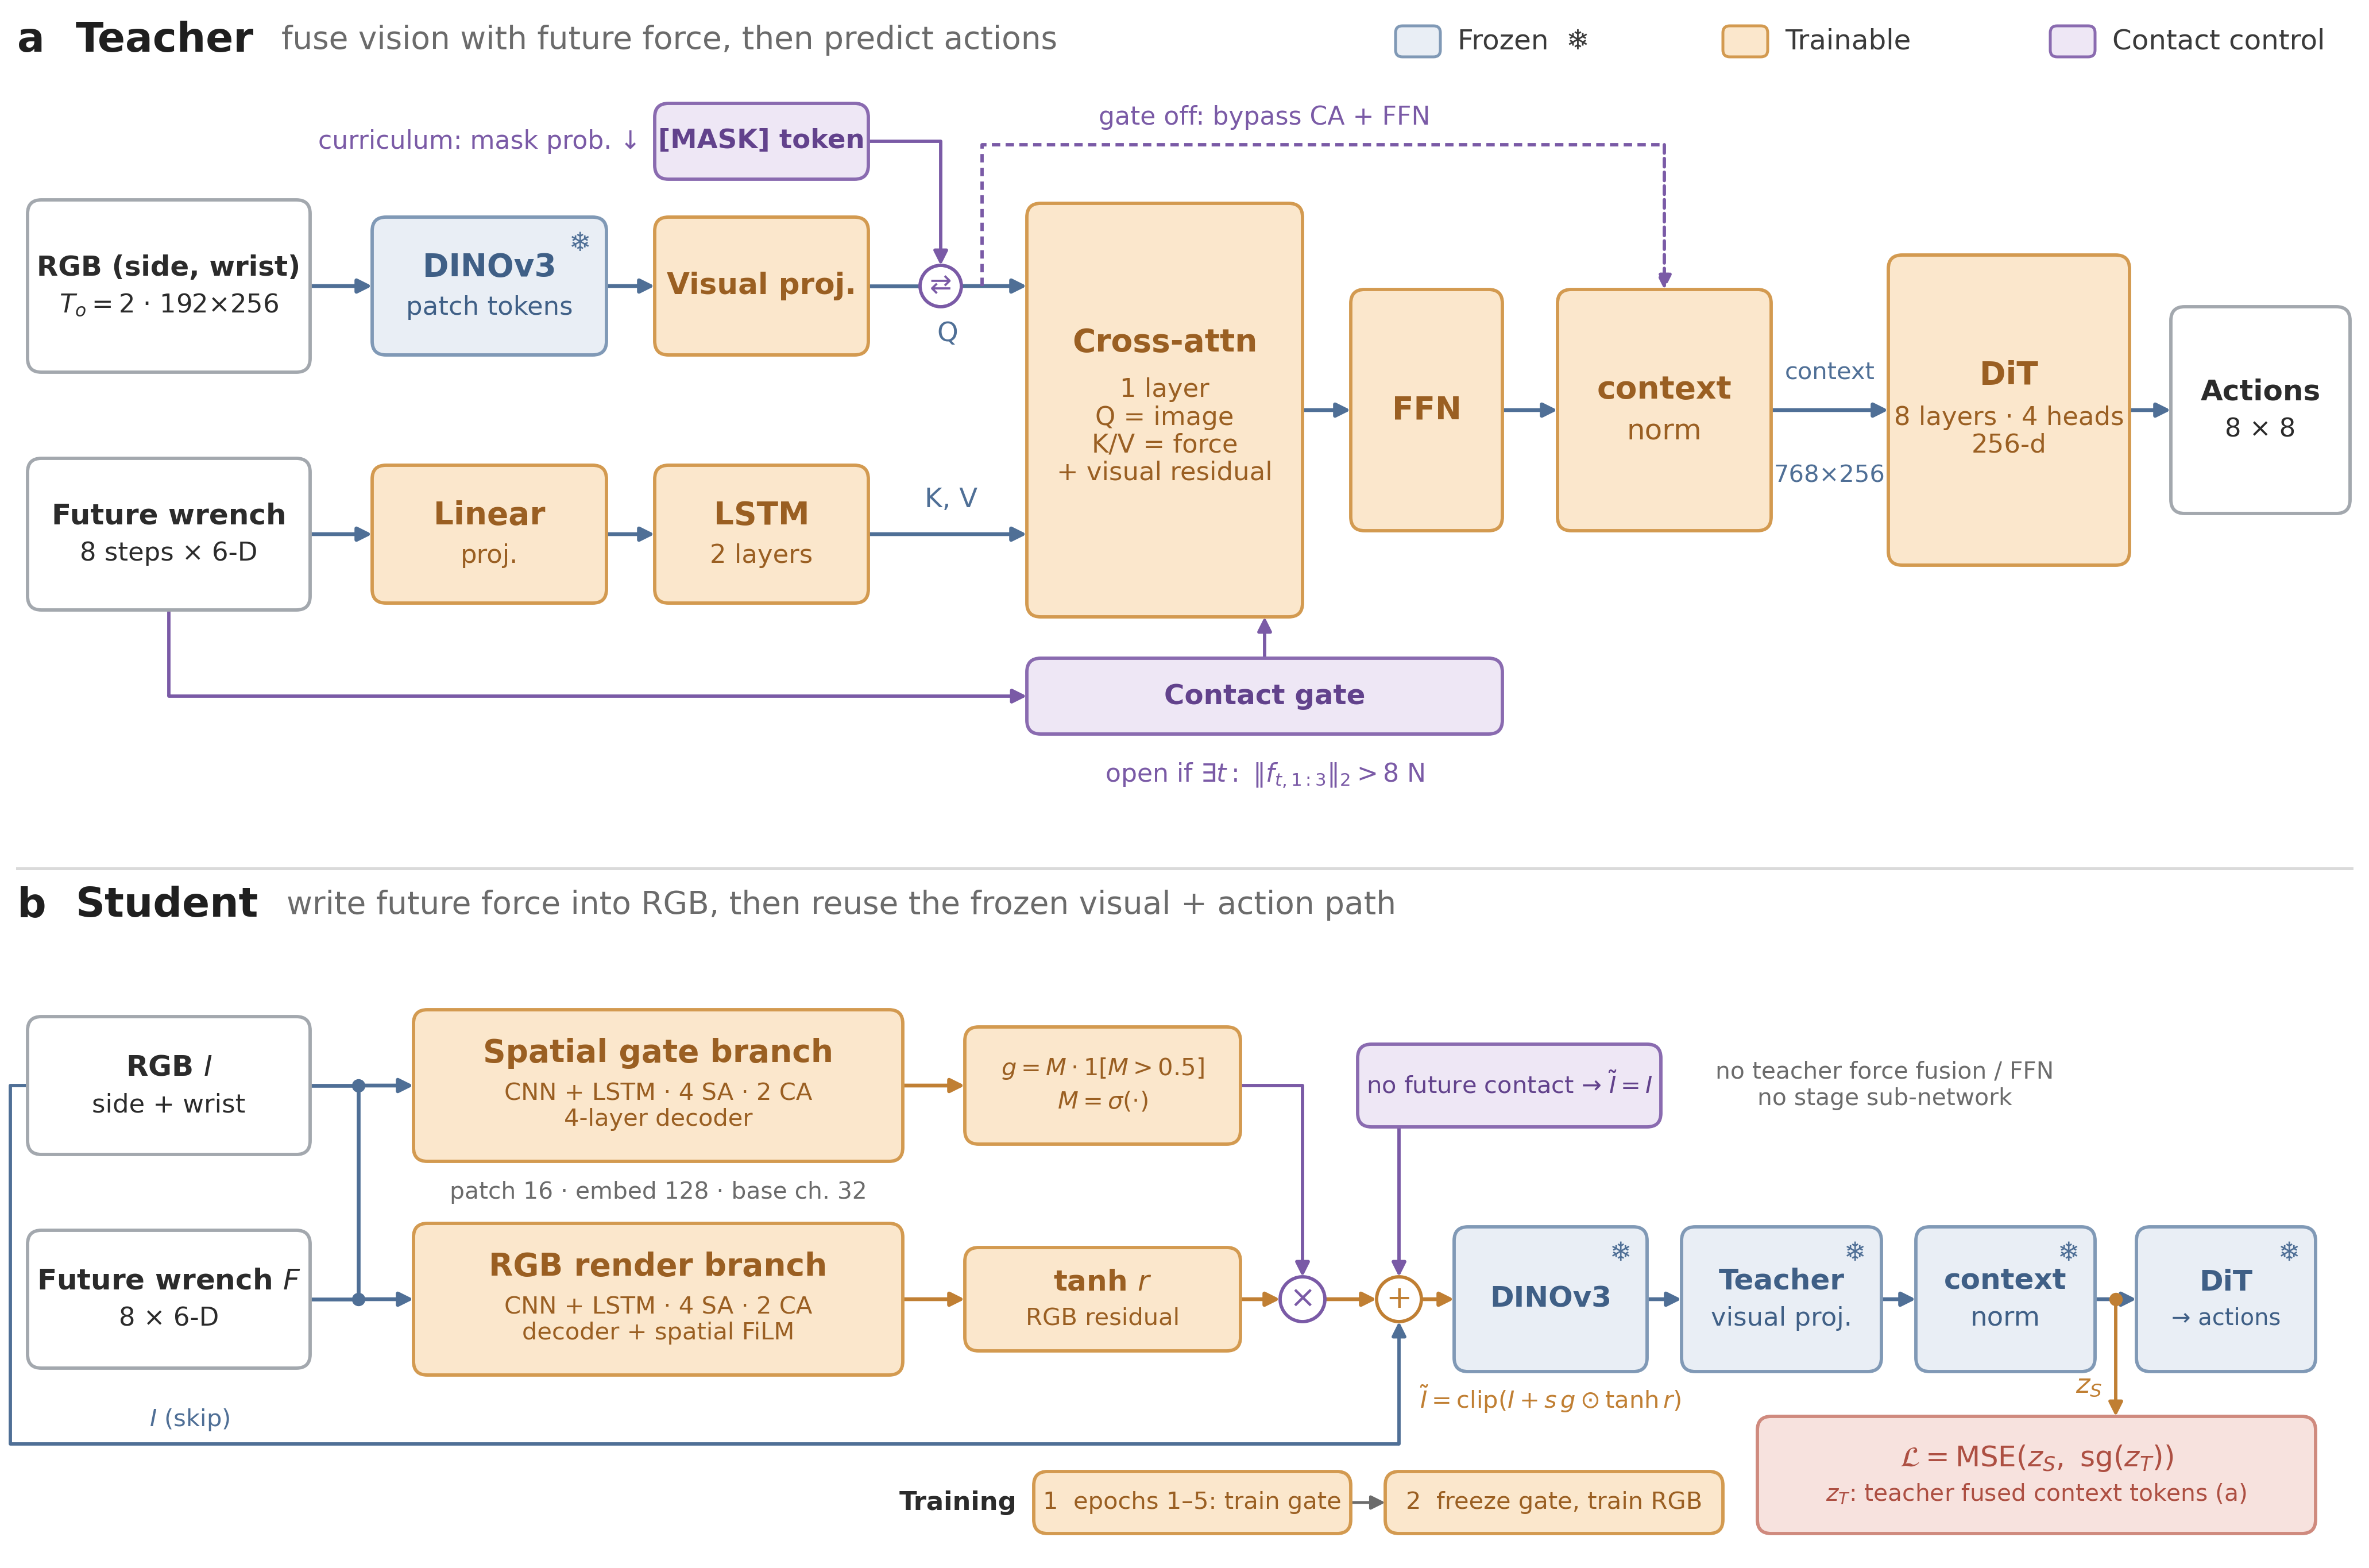 a Teacher fuse vision with future force, then predict actions
Frozen ❄
Trainable
Contact control
curriculum: mask prob. ↓
[MASK] token
gate off: bypass CA + FFN
RGB (side, wrist)
T_o = 2 · 192×256
DINOv3 ❄
patch tokens
Visual proj.
⇄
Q
Cross-attn
1 layer
Q = image
K/V = force
+ visual residual
FFN
context
norm
context
768×256
DiT
8 layers · 4 heads
256-d
Actions
8 × 8
Future wrench
8 steps × 6-D
Linear
proj.
LSTM
2 layers
K, V
Contact gate
open if ∃t : ‖f_{t,1:3}‖₂ > 8 N
b Student write future force into RGB, then reuse the frozen visual + action path
RGB I
side + wrist
Spatial gate branch
CNN + LSTM · 4 SA · 2 CA
4-layer decoder
g = M · 1[M > 0.5]
M = σ(·)
no future contact → Ĩ = I
no teacher force fusion / FFN
no stage sub-network
patch 16 · embed 128 · base ch. 32
Future wrench F
8 × 6-D
RGB render branch
CNN + LSTM · 4 SA · 2 CA
decoder + spatial FiLM
tanh r
RGB residual
×
+
DINOv3 ❄
Teacher ❄
visual proj.
context ❄
norm
DiT ❄
→ actions
Ĩ = clip(I + s g ⊙ tanh r)
z_S
I (skip)
ℒ = MSE(z_S, sg(z_T))
z_T: teacher fused context tokens (a)
Training
1 epochs 1–5: train gate
2 freeze gate, train RGB